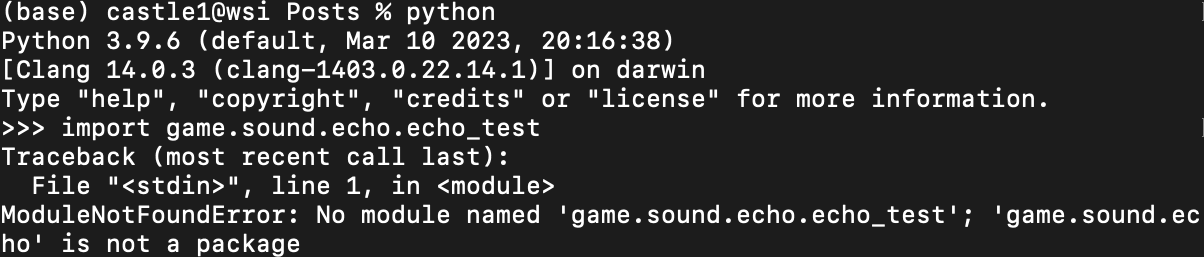 (base) castle1@wsi Posts % python
Python 3.9.6 (default, Mar 10 2023, 20:16:38)
[Clang 14.0.3 (clang-1403.0.22.14.1)] on darwin
Type "help", "copyright", "credits" or "license" for more information.
>>> import game.sound.echo.echo_test
Traceback (most recent call last):
  File "<stdin>", line 1, in <module>
ModuleNotFoundError: No module named 'game.sound.echo.echo_test'; 'game.sound.ec
ho' is not a package